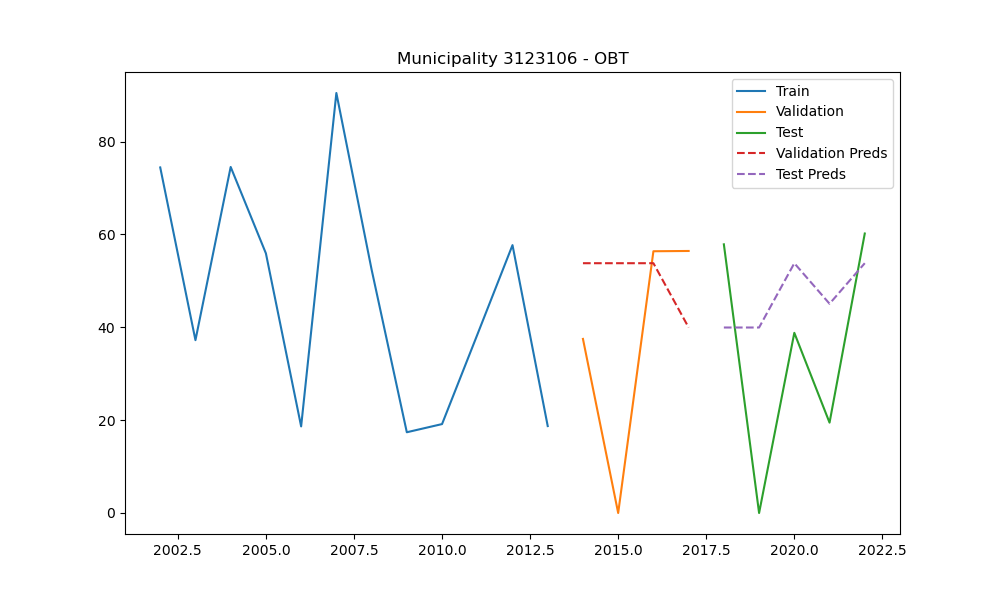 Municipality 3123106 - OBT
Train
Validation
Test
Validation Preds
Test Preds
80
60
40
20
0
2002.5 2005.0 2007.5 2010.0 2012.5 2015.0 2017.5 2020.0 2022.5